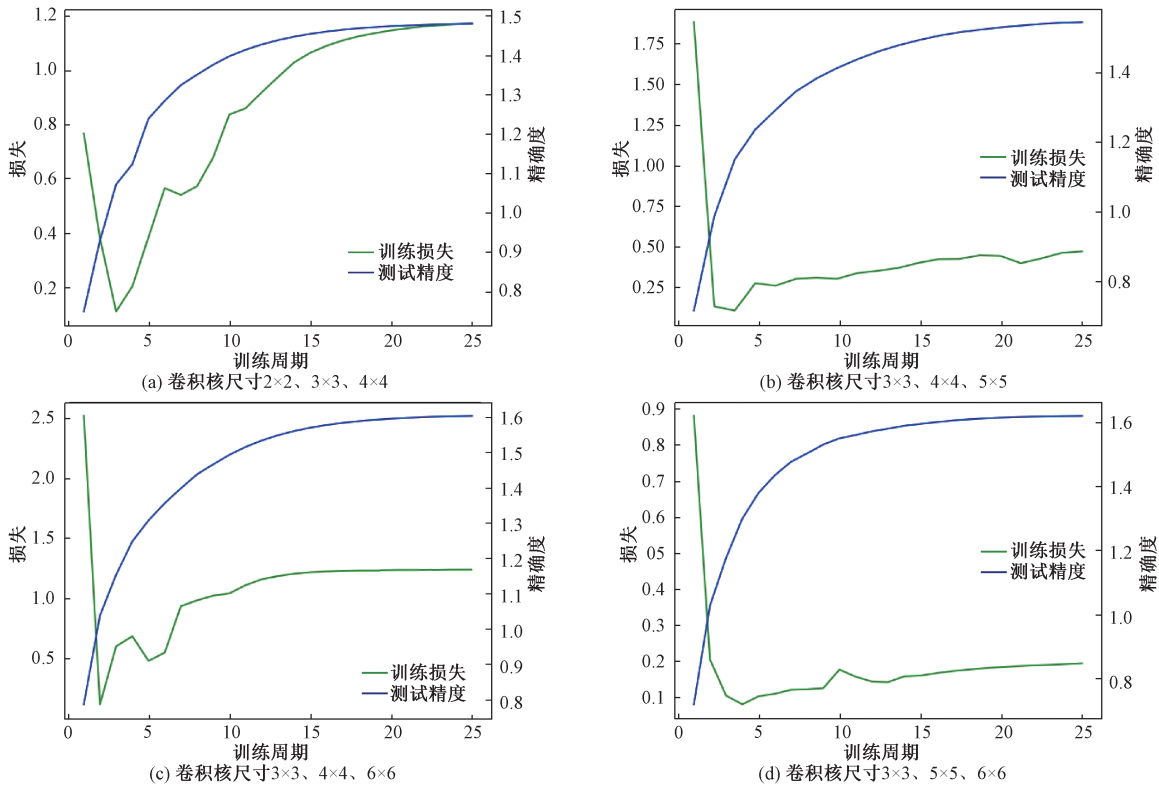 1.2
1.0
0.8
0.6
0.4
0.2
损失
1.5
1.4
1.3
1.2
1.1
1.0
0.9
0.8
精确度
训练损失
测试精度
0 5 10 15 20 25
训练周期
(a) 卷积核尺寸2×2、3×3、4×4
1.75
1.50
1.25
1.00
0.75
0.50
0.25
损失
1.4
1.2
1.0
0.8
精确度
训练损失
测试精度
0 5 10 15 20 25
训练周期
(b) 卷积核尺寸3×3、4×4、5×5
2.5
2.0
1.0
1.0
0.5
损失
1.6
1.5
1.4
1.3
1.2
1.1
1.0
0.9
0.8
精确度
训练损失
测试精度
0 5 10 15 20 25
训练周期
(c) 卷积核尺寸3×3、4×4、6×6
0.9
0.8
0.7
0.6
05
0.4
0.3
0.2
0.1
损失
1.6
1.4
1.2
1.0
0.8
精确度
训练损失
测试精度
0 5 10 15 20 25
训练周期
(d) 卷积核尺寸3×3、5×5、6×6